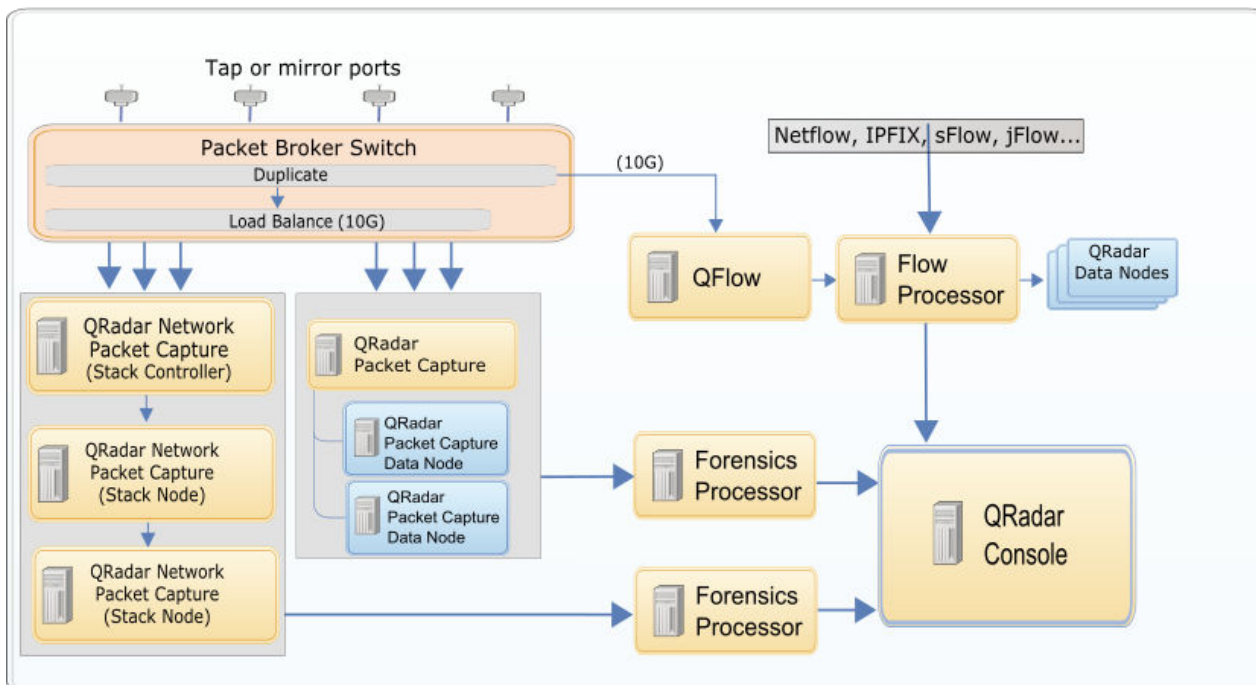 Tap or mirror ports
Packet Broker Switch
Duplicate
Load Balance (10G)
(10G)
Netflow, IPFIX, sFlow, jFlow...
QFlow
Flow
Processor
QRadar
Data Nodes
QRadar Network
Packet Capture
(Stack Controller)
QRadar Network
Packet Capture
(Stack Node)
QRadar Network
Packet Capture
(Stack Node)
QRadar
Packet Capture
QRadar
Packet Capture
Data Node
QRadar
Packet Capture
Data Node
Forensics
Processor
Forensics
Processor
QRadar
Console